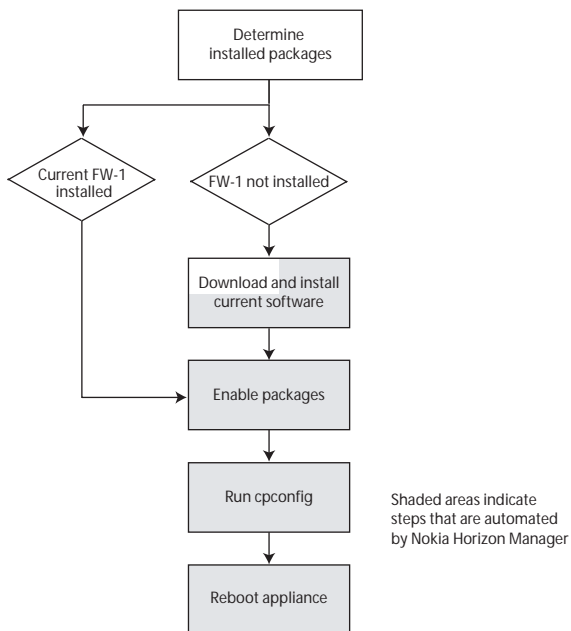 Determine
installed packages
Current FW-1
installed
FW-1 not installed
Download and install
current software
Enable packages
Run cpconfig
Shaded areas indicate
steps that are automated
by Nokia Horizon Manager
Reboot appliance